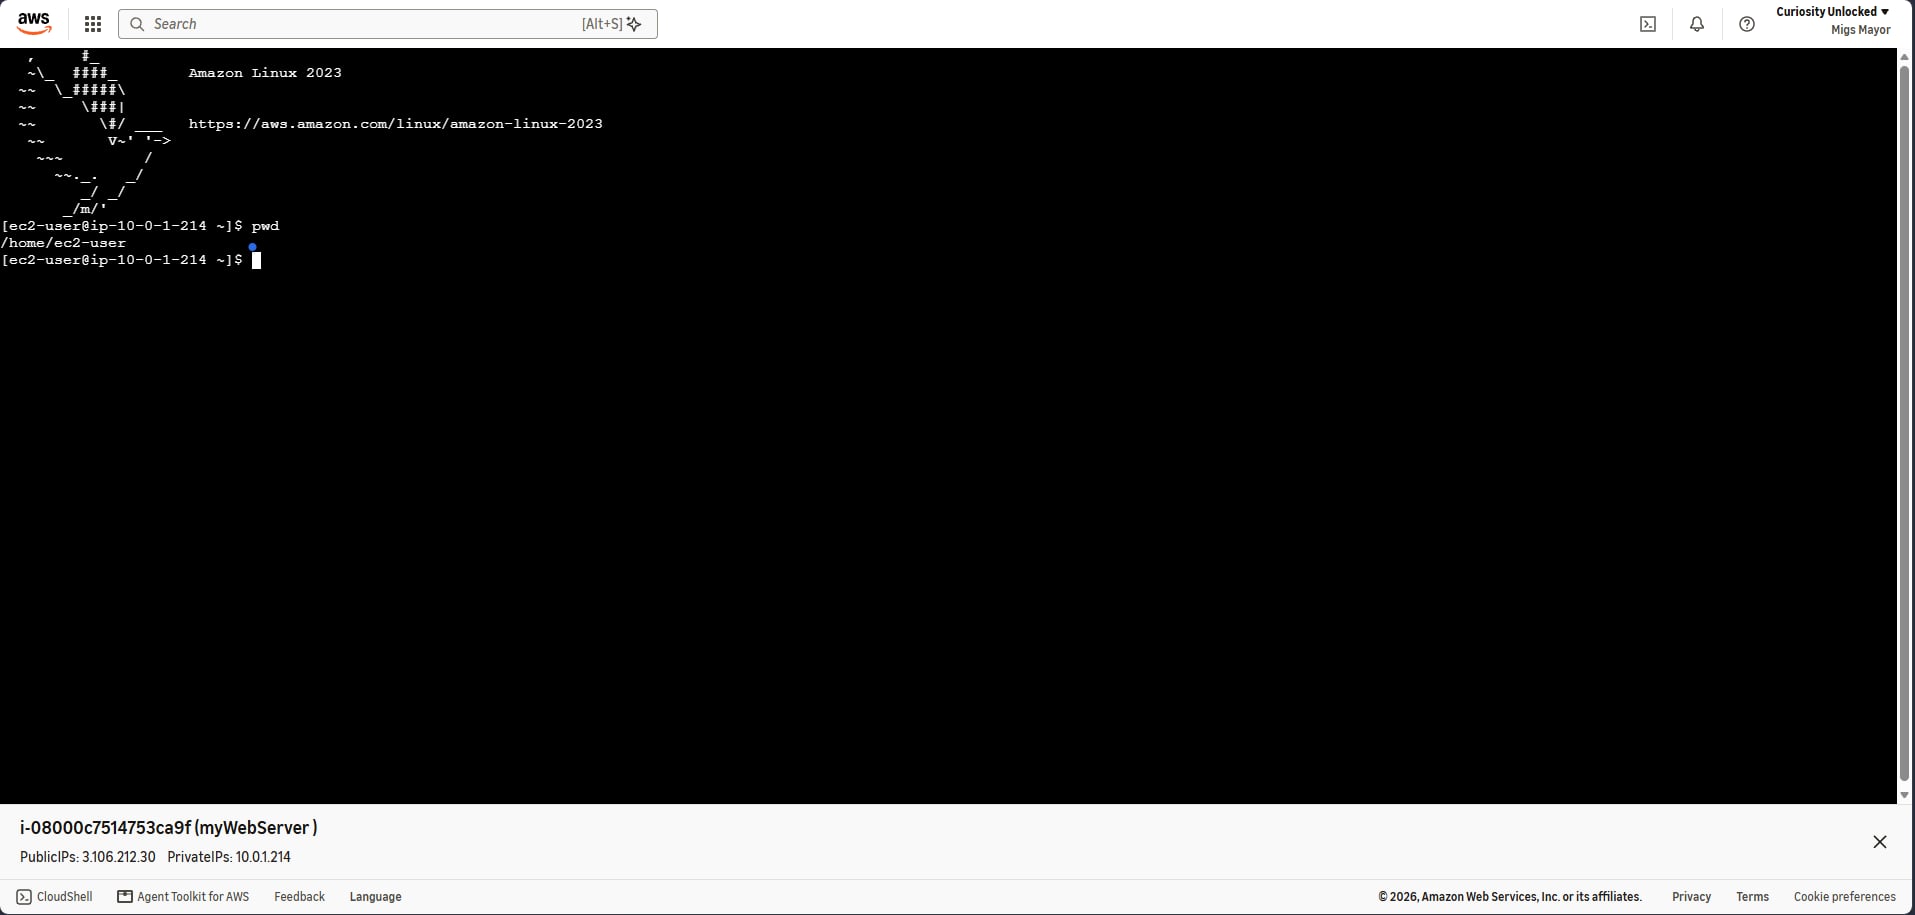 aws
Search [Alt+S]
Curiosity Unlocked
Migs Mayor
   ,     #_
   ~\_  ####_        Amazon Linux 2023
  ~~  \_#####\
  ~~     \###|
  ~~       \#/ ___   https://aws.amazon.com/linux/amazon-linux-2023
   ~~       V~' '->
    ~~~         /
      ~~._.   _/
         _/ _/
       _/m/'
[ec2-user@ip-10-0-1-214 ~]$ pwd
/home/ec2-user
[ec2-user@ip-10-0-1-214 ~]$
i-08000c7514753ca9f (myWebServer )
PublicIPs: 3.106.212.30 PrivateIPs: 10.0.1.214
CloudShell Agent Toolkit for AWS Feedback Language © 2026, Amazon Web Services, Inc. or its affiliates. Privacy Terms Cookie preferences